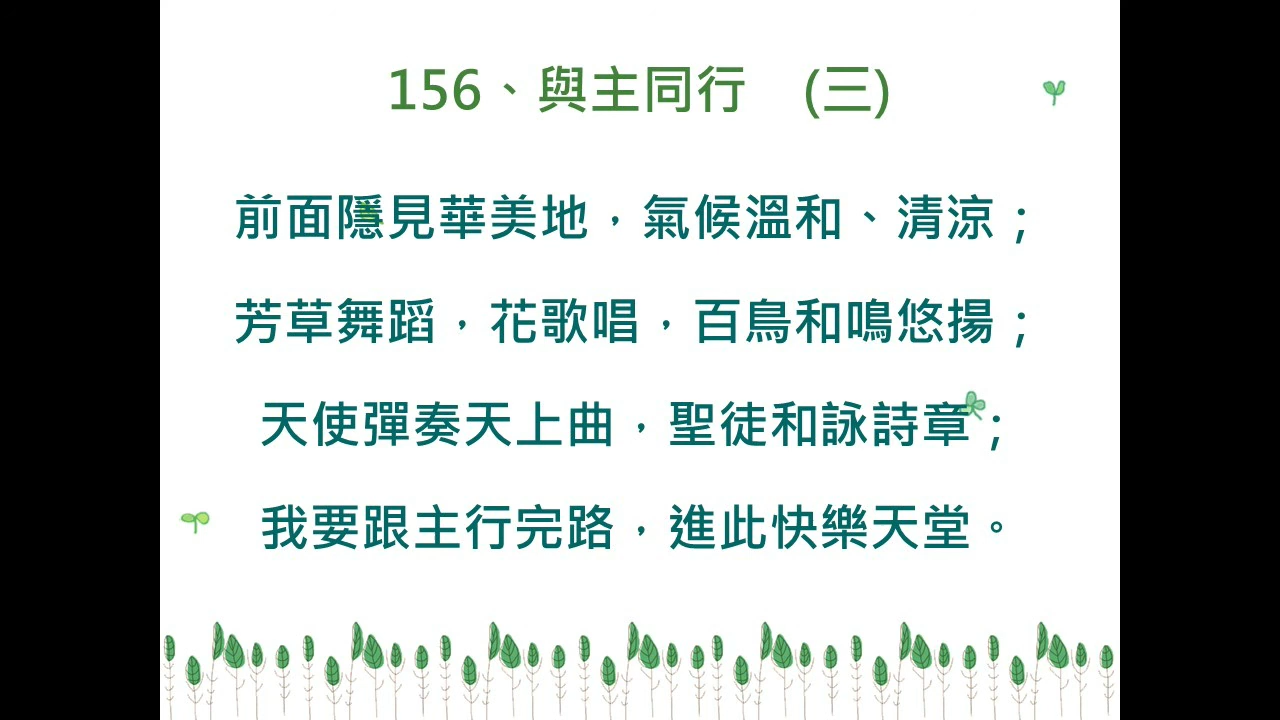 156、與主同行 (三)
前面隱見華美地，氣候溫和、清涼；
芳草舞蹈，花歌唱，百鳥和鳴悠揚；
天使彈奏天上曲，聖徒和詠詩章；
我要跟主行完路，進此快樂天堂。